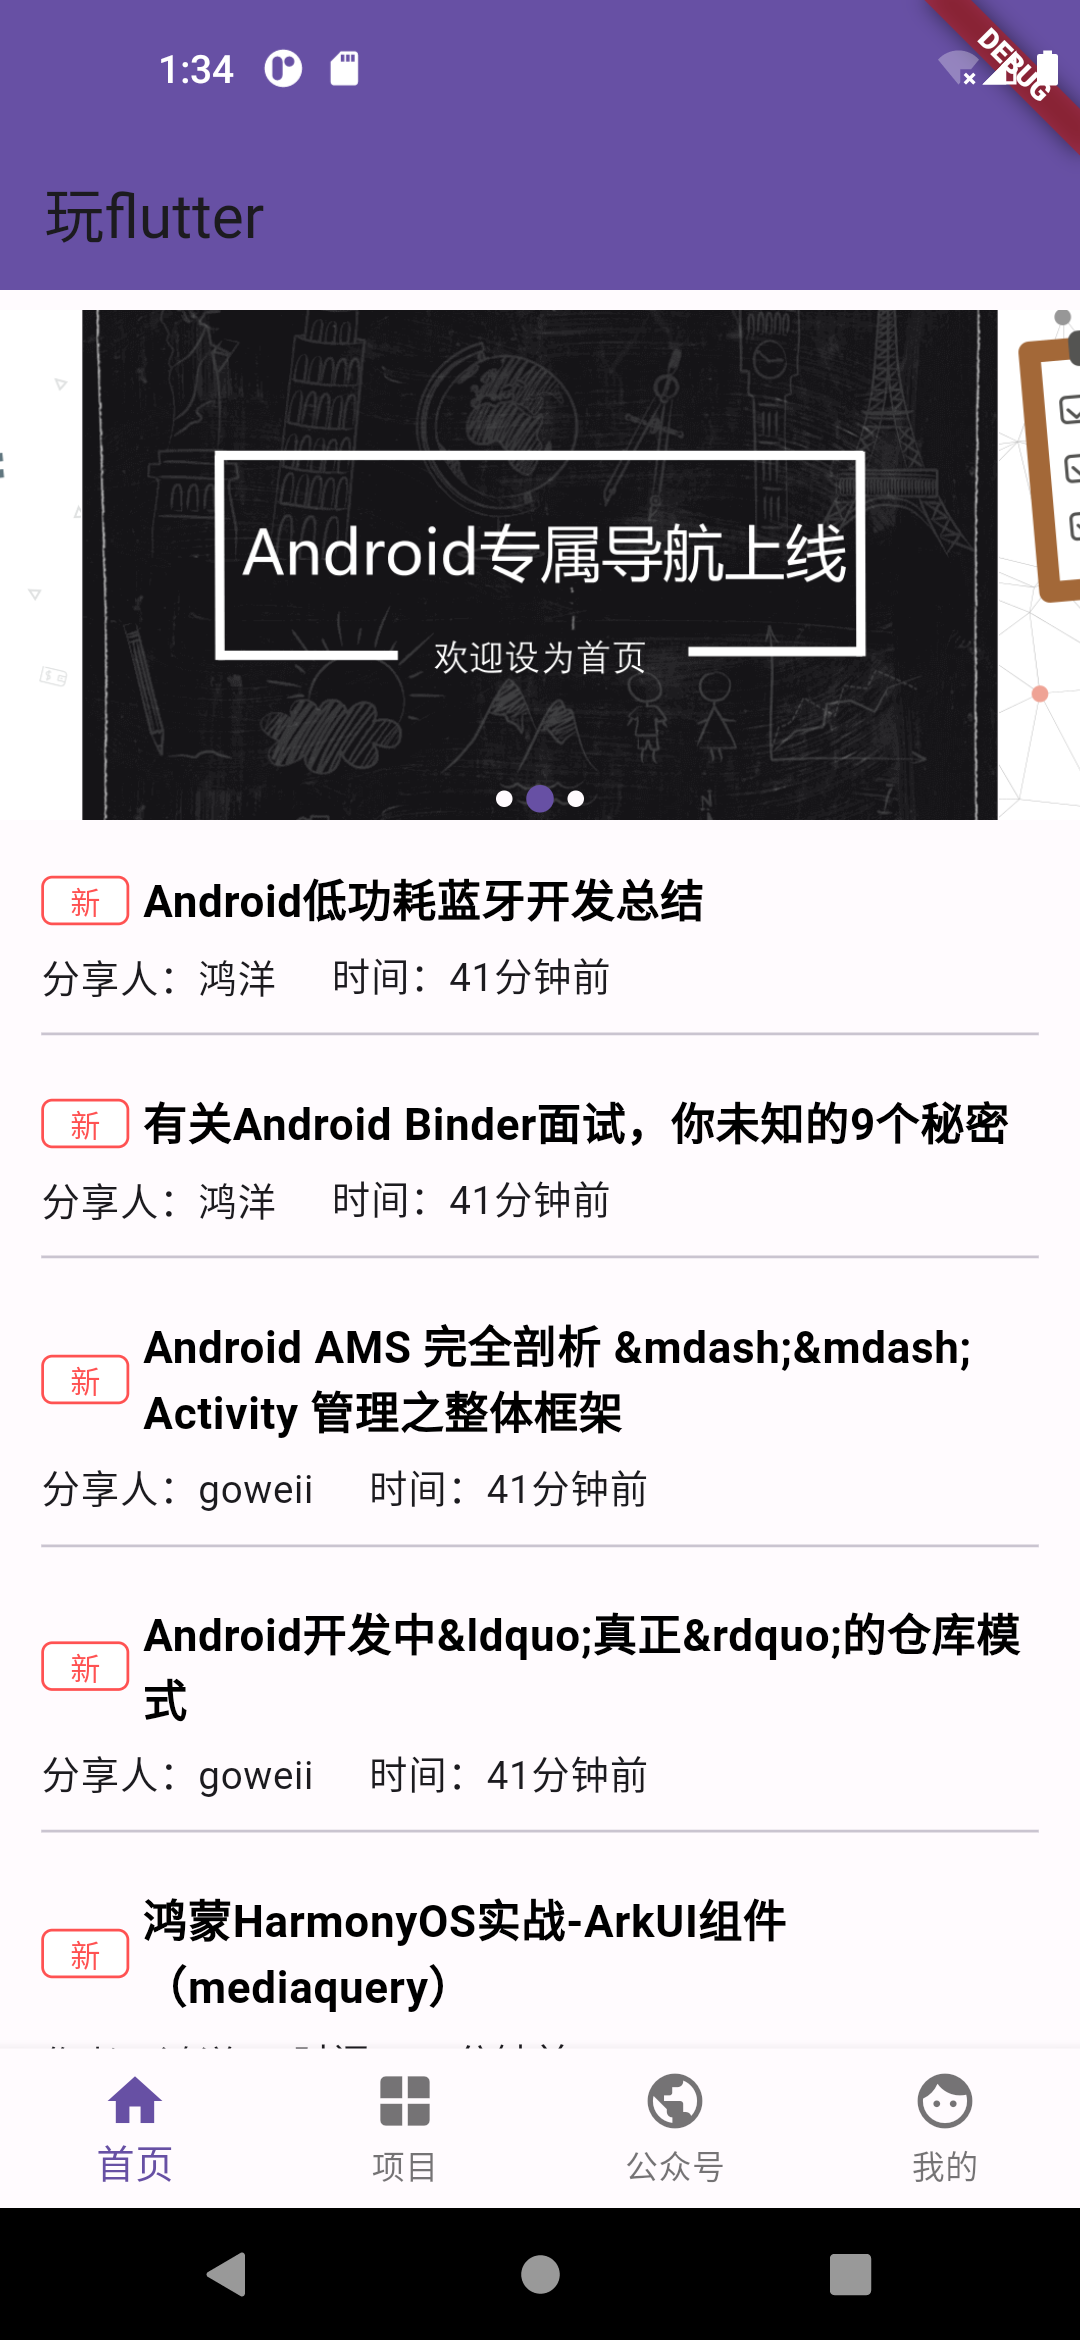 1:34
DEBUG
玩flutter
Android专属导航上线
欢迎设为首页
新 Android低功耗蓝牙开发总结
分享人：鸿洋 时间：41分钟前
新 有关Android Binder面试，你未知的9个秘密
分享人：鸿洋 时间：41分钟前
新 Android AMS 完全剖析 &mdash;&mdash;
Activity 管理之整体框架
分享人：goweii 时间：41分钟前
新 Android开发中&ldquo;真正&rdquo;的仓库模
式
分享人：goweii 时间：41分钟前
新 鸿蒙HarmonyOS实战-ArkUI组件
（mediaquery）
首页 项目 公众号 我的